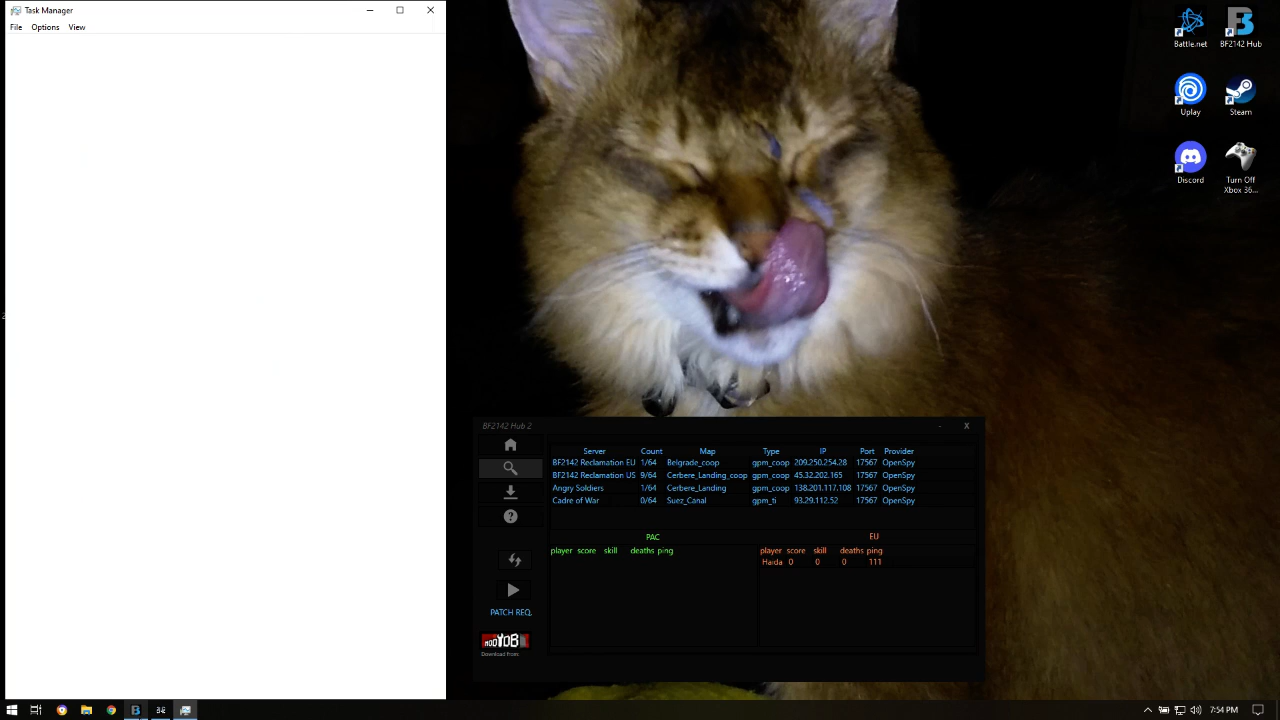 Task Manager
File Options View
Battle.net
BF2142 Hub
Uplay
Steam
Discord
Turn Off
Xbox 36...
BF2142 Hub 2
- X
Server Count Map Type IP Port Provider
BF2142 Reclamation EU 1/64 Belgrade_coop gpm_coop 209.250.254.28 17567 OpenSpy
BF2142 Reclamation US 9/64 Cerbere_Landing_coop gpm_coop 45.32.202.165 17567 OpenSpy
Angry Soldiers 1/64 Cerbere_Landing gpm_coop 138.201.117.108 17567 OpenSpy
Cadre of War 0/64 Suez_Canal gpm_ti 93.29.112.52 17567 OpenSpy
PAC
player score skill deaths ping
EU
player score skill deaths ping
Harda 0 0 0 111
PATCH REQ.
Download From:
7:54 PM